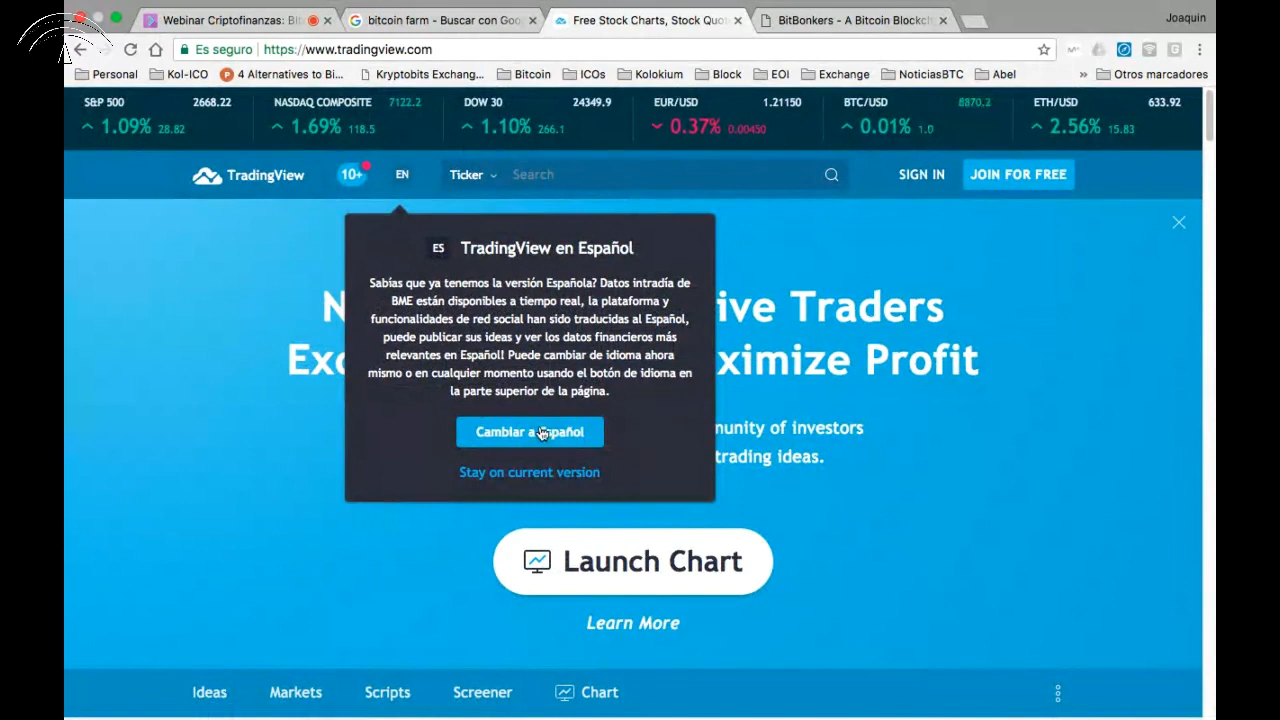 Webinar Criptofinanzas: Bit
bitcoin farm - Buscar con Goo
Free Stock Charts, Stock Quot
BitBonkers - A Bitcoin Blockch
Joaquin
Es seguro
https://www.tradingview.com
Personal
Kol-ICO
4 Alternatives to Bi...
Kryptobits Exchang...
Bitcoin
ICOs
Kolokium
Block
EOI
Exchange
NoticiasBTC
Abel
»
Otros marcadores
S&P 500 2668.22
1.09% 28.82
NASDAQ COMPOSITE 7122.2
1.69% 118.5
DOW 30 24349.9
1.10% 266.1
EUR/USD 1.21150
0.37% 0.00450
BTC/USD 8870.2
0.01% 1.0
ETH/USD 633.92
2.56% 15.83
TradingView
10+
EN
Ticker
Search
SIGN IN
JOIN FOR FREE
ES TradingView en Español
Sabías que ya tenemos la versión Española? Datos intradía de
BME están disponibles a tiempo real, la plataforma y
funcionalidades de red social han sido traducidas al Español,
puede publicar sus ideas y ver los datos financieros más
relevantes en Español! Puede cambiar de idioma ahora
mismo o en cualquier momento usando el botón de idioma en
la parte superior de la página.
Cambiar a Español
Stay on current version
ive Traders
ximize Profit
munity of investors
trading ideas.
Launch Chart
Learn More
Ideas
Markets
Scripts
Screener
Chart